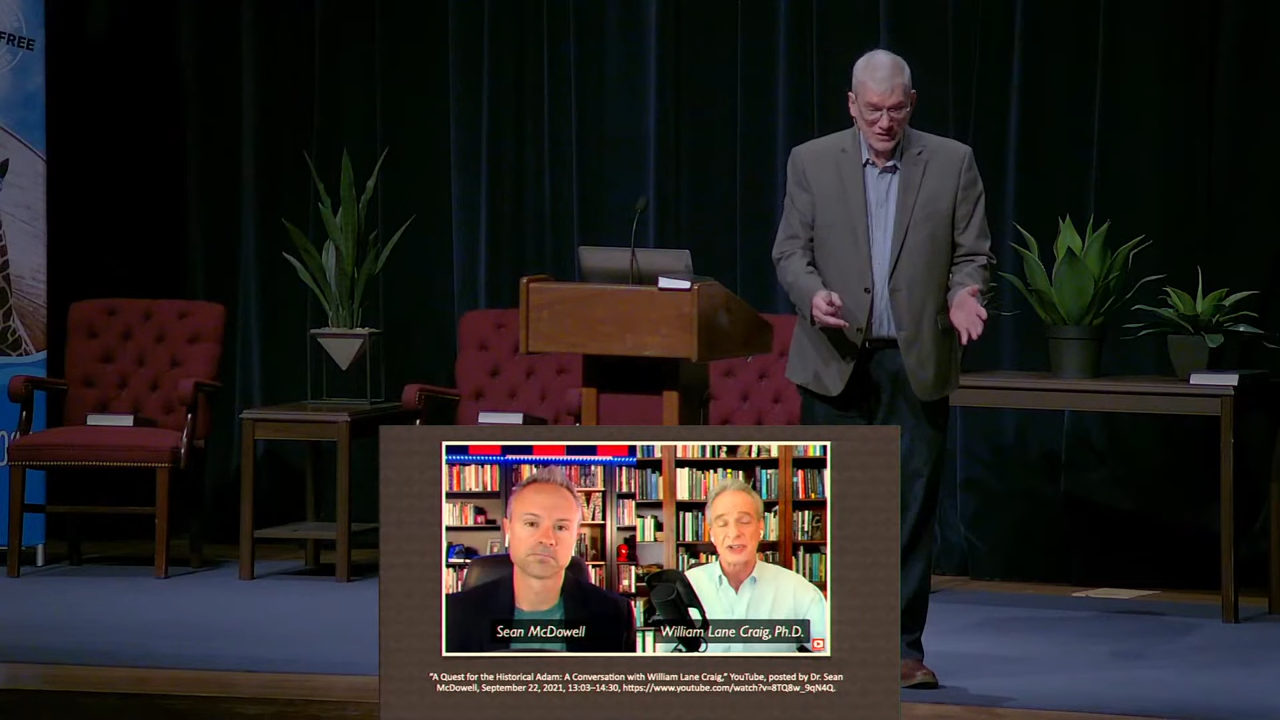 FREE
Sean McDowell
William Lane Craig, Ph.D.
"A Quest for the Historical Adam: A Conversation with William Lane Craig," YouTube, posted by Dr. Sean
McDowell, September 22, 2021, 13:03–14:30, https://www.youtube.com/watch?v=8TQ8w_9qN4Q.